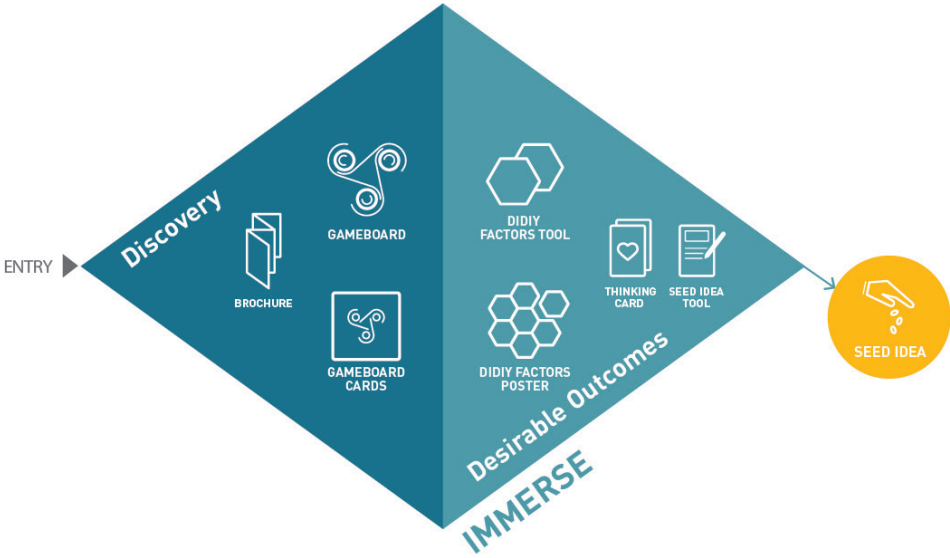 ENTRY
Discovery
BROCHURE
GAMEBOARD
GAMEBOARD
CARDS
DIDIY
FACTORS TOOL
DIDIY FACTORS
POSTER
THINKING
CARD
SEED IDEA
TOOL
Desirable Outcomes
IMMERSE
SEED IDEA